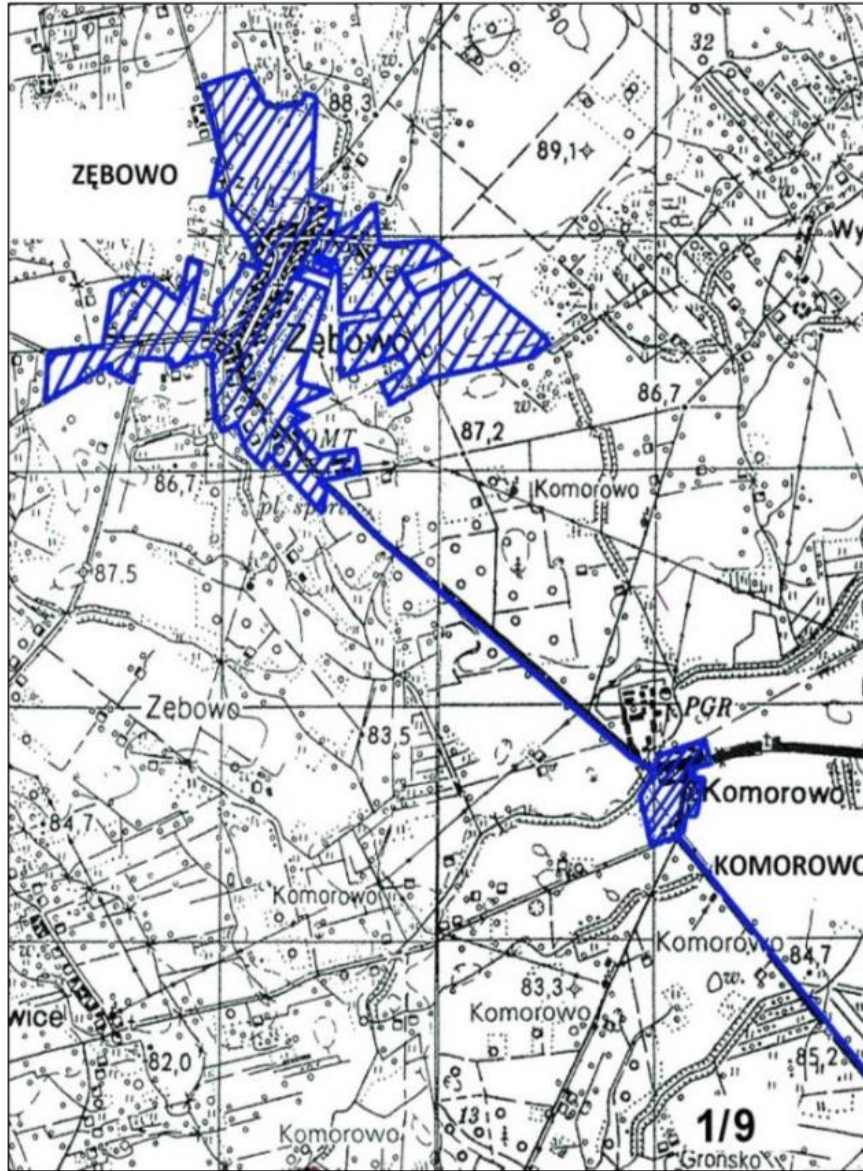 32
88,3
89,1
ZĘBOWO
w
Wy
Zębowo
86,7
w.
87,2
OMT
86,7
Komorowo
pl. sport.
87.5
Zębowo
PGR
83,5
t
Komorowo
84,7
KOMOROWO
Komorowo
Komorowo
84,7
w.
83,3
Komorowo
wice
82,0
85,2
13
1/9
Komorowo
Grońsko